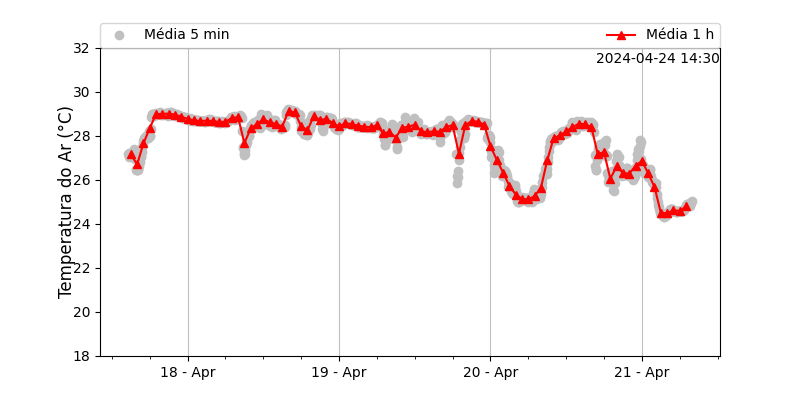 Média 5 min
Média 1 h
2024-04-24 14:30
Temperatura do Ar (°C)
32
30
28
26
24
22
20
18
18 - Apr
19 - Apr
20 - Apr
21 - Apr